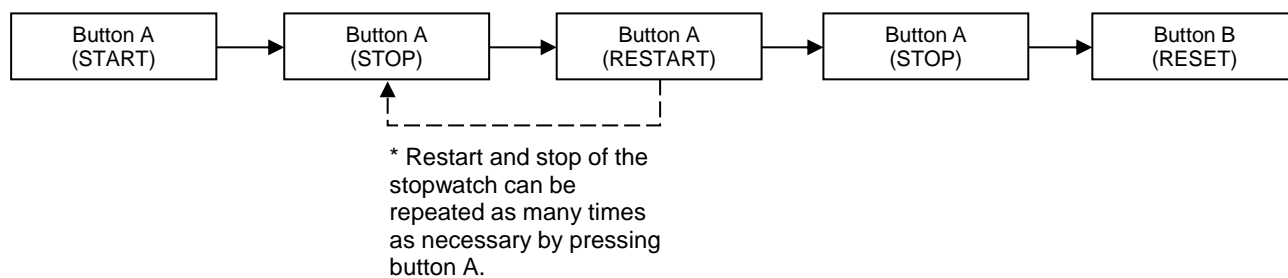 Button A
(START)
Button A
(STOP)
Button A
(RESTART)
Button A
(STOP)
Button B
(RESET)
* Restart and stop of the
stopwatch can be
repeated as many times
as necessary by pressing
button A.